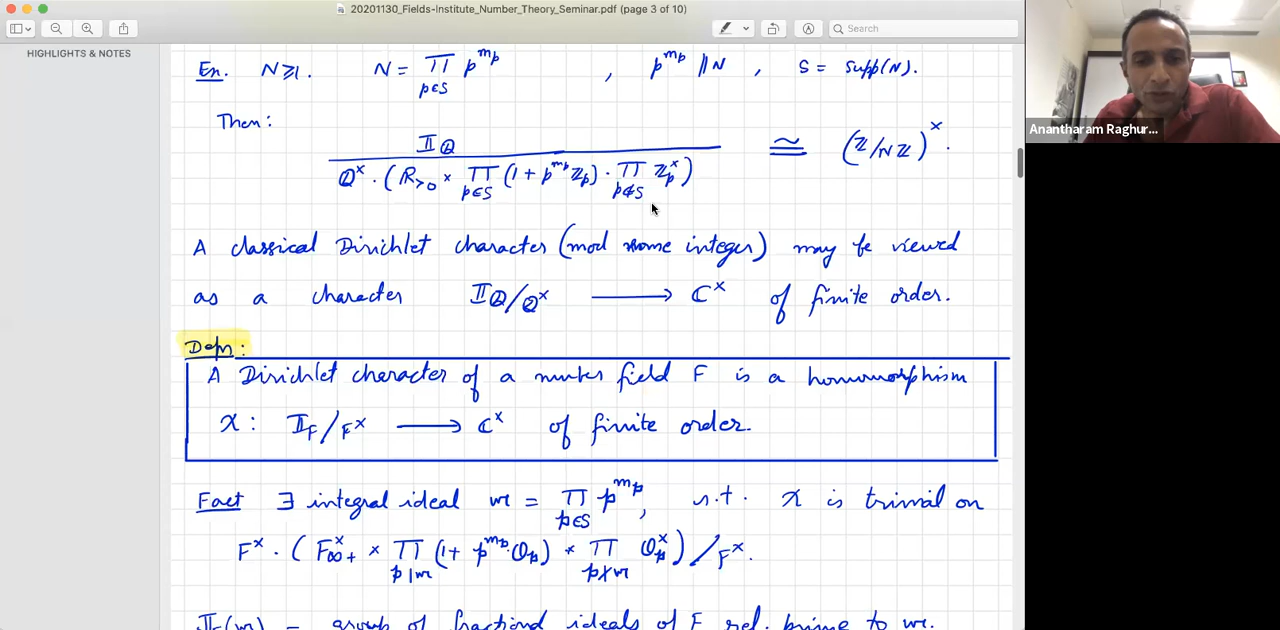 20201130_Fields-Institute_Number_Theory_Seminar.pdf (page 3 of 10)
Search
HIGHLIGHTS & NOTES
Anantharam Raghur...
Ex. N≥1. N = ∏_{p∈S} p^{m_p} , p^{m_p} ∥ N , S = supp(N).
Then:
𝕀_ℚ / ℚ^× · (ℝ_{>0} × ∏_{p∈S} (1 + p^{m_p} ℤ_p) · ∏_{p∉S} ℤ_p^×) ≅ (ℤ/Nℤ)^× .
A classical Dirichlet character (mod some integer) may be viewed
as a character 𝕀_ℚ/ℚ^× ⟶ ℂ^× of finite order.
Defn:
A Dirichlet character of a number field F is a homomorphism
χ : 𝕀_F/F^× ⟶ ℂ^× of finite order.
Fact ∃ integral ideal 𝔪 = ∏_{p∈S} p^{m_p}, s.t. χ is trivial on
F^× · (F_{∞+}^× × ∏_{p|𝔪} (1 + p^{m_p} O_p) × ∏_{p∤𝔪} O_p^×) / F^×.
𝕀_F(𝔪) = group of fractional ideals of F rel. prime to 𝔪.